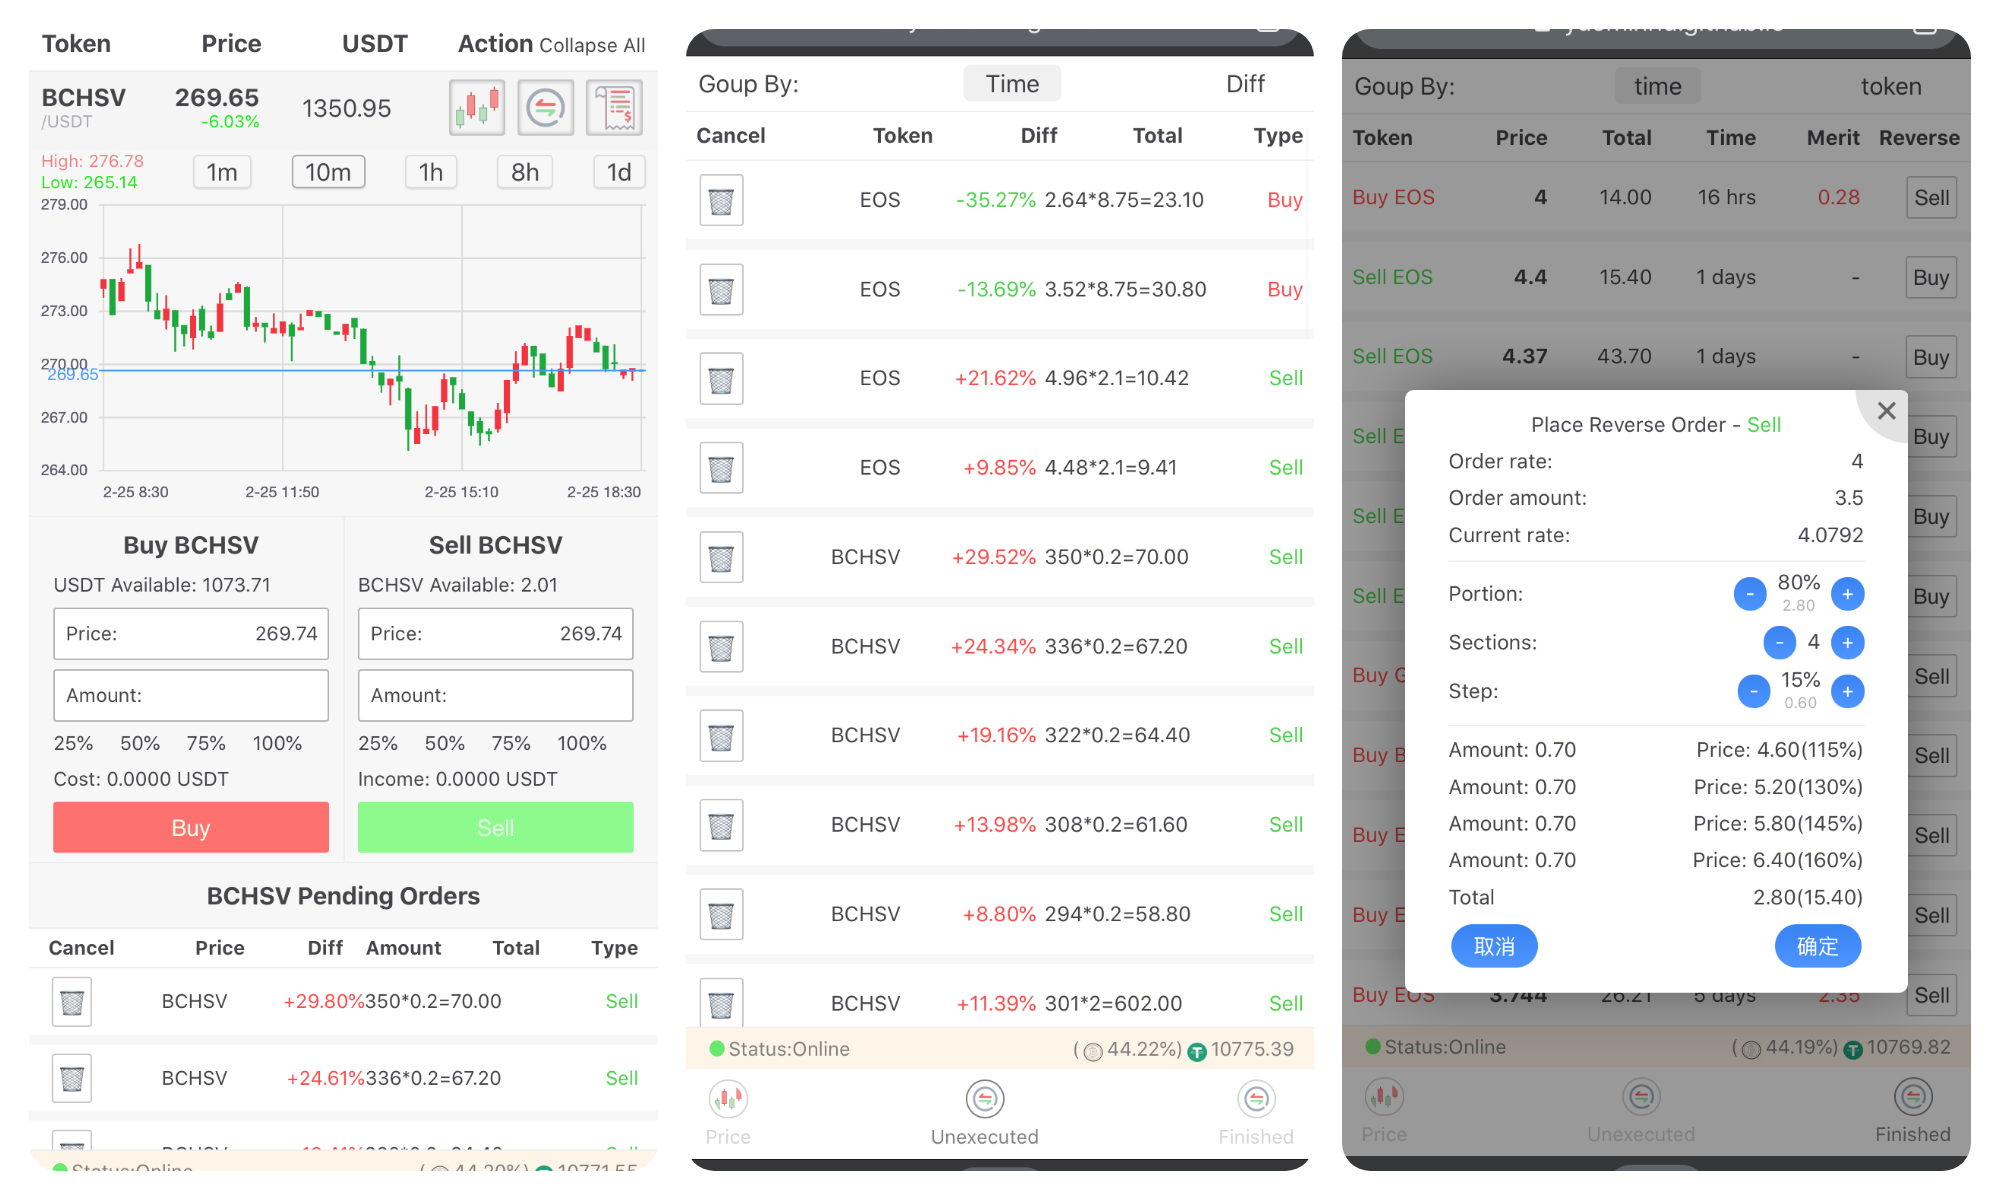 Token Price USDT Action Collapse All
BCHSV 269.65 1350.95
/USDT -6.03%
High: 276.78 1m 10m 1h 8h 1d
Low: 265.14
279.00
276.00
273.00
270.00
269.65
267.00
264.00
2-25 8:30 2-25 11:50 2-25 15:10 2-25 18:30
Buy BCHSV
USDT Available: 1073.71
Price: 269.74
Amount:
25% 50% 75% 100%
Cost: 0.0000 USDT
Buy
Sell BCHSV
BCHSV Available: 2.01
Price: 269.74
Amount:
25% 50% 75% 100%
Income: 0.0000 USDT
Sell
BCHSV Pending Orders
Cancel Price Diff Amount Total Type
BCHSV +29.80%350*0.2=70.00 Sell
BCHSV +24.61%336*0.2=67.20 Sell
Status:Online (44.20%) 10771.55
Goup By: Time Diff
Cancel Token Diff Total Type
EOS -35.27% 2.64*8.75=23.10 Buy
EOS -13.69% 3.52*8.75=30.80 Buy
EOS +21.62% 4.96*2.1=10.42 Sell
EOS +9.85% 4.48*2.1=9.41 Sell
BCHSV +29.52% 350*0.2=70.00 Sell
BCHSV +24.34% 336*0.2=67.20 Sell
BCHSV +19.16% 322*0.2=64.40 Sell
BCHSV +13.98% 308*0.2=61.60 Sell
BCHSV +8.80% 294*0.2=58.80 Sell
BCHSV +11.39% 301*2=602.00 Sell
Status:Online (44.22%) 10775.39
Price Unexecuted Finished
Goup By: time token
Token Price Total Time Merit Reverse
Buy EOS 4 14.00 16 hrs 0.28 Sell
Sell EOS 4.4 15.40 1 days - Buy
Sell EOS 4.37 43.70 1 days - Buy
Sell E Buy
Sell E Buy
Sell E Buy
Buy Sell
Buy Sell
Buy E Sell
Buy E Sell
Buy EOS 3.744 26.21 5 days 2.35 Sell
Place Reverse Order - Sell
Order rate: 4
Order amount: 3.5
Current rate: 4.0792
Portion: - 80% +
2.80
Sections: - 4 +
Step: - 15% +
0.60
Amount: 0.70 Price: 4.60(115%)
Amount: 0.70 Price: 5.20(130%)
Amount: 0.70 Price: 5.80(145%)
Amount: 0.70 Price: 6.40(160%)
Total 2.80(15.40)
取消 确定
Status:Online (44.19%) 10769.82
Price Unexecuted Finished